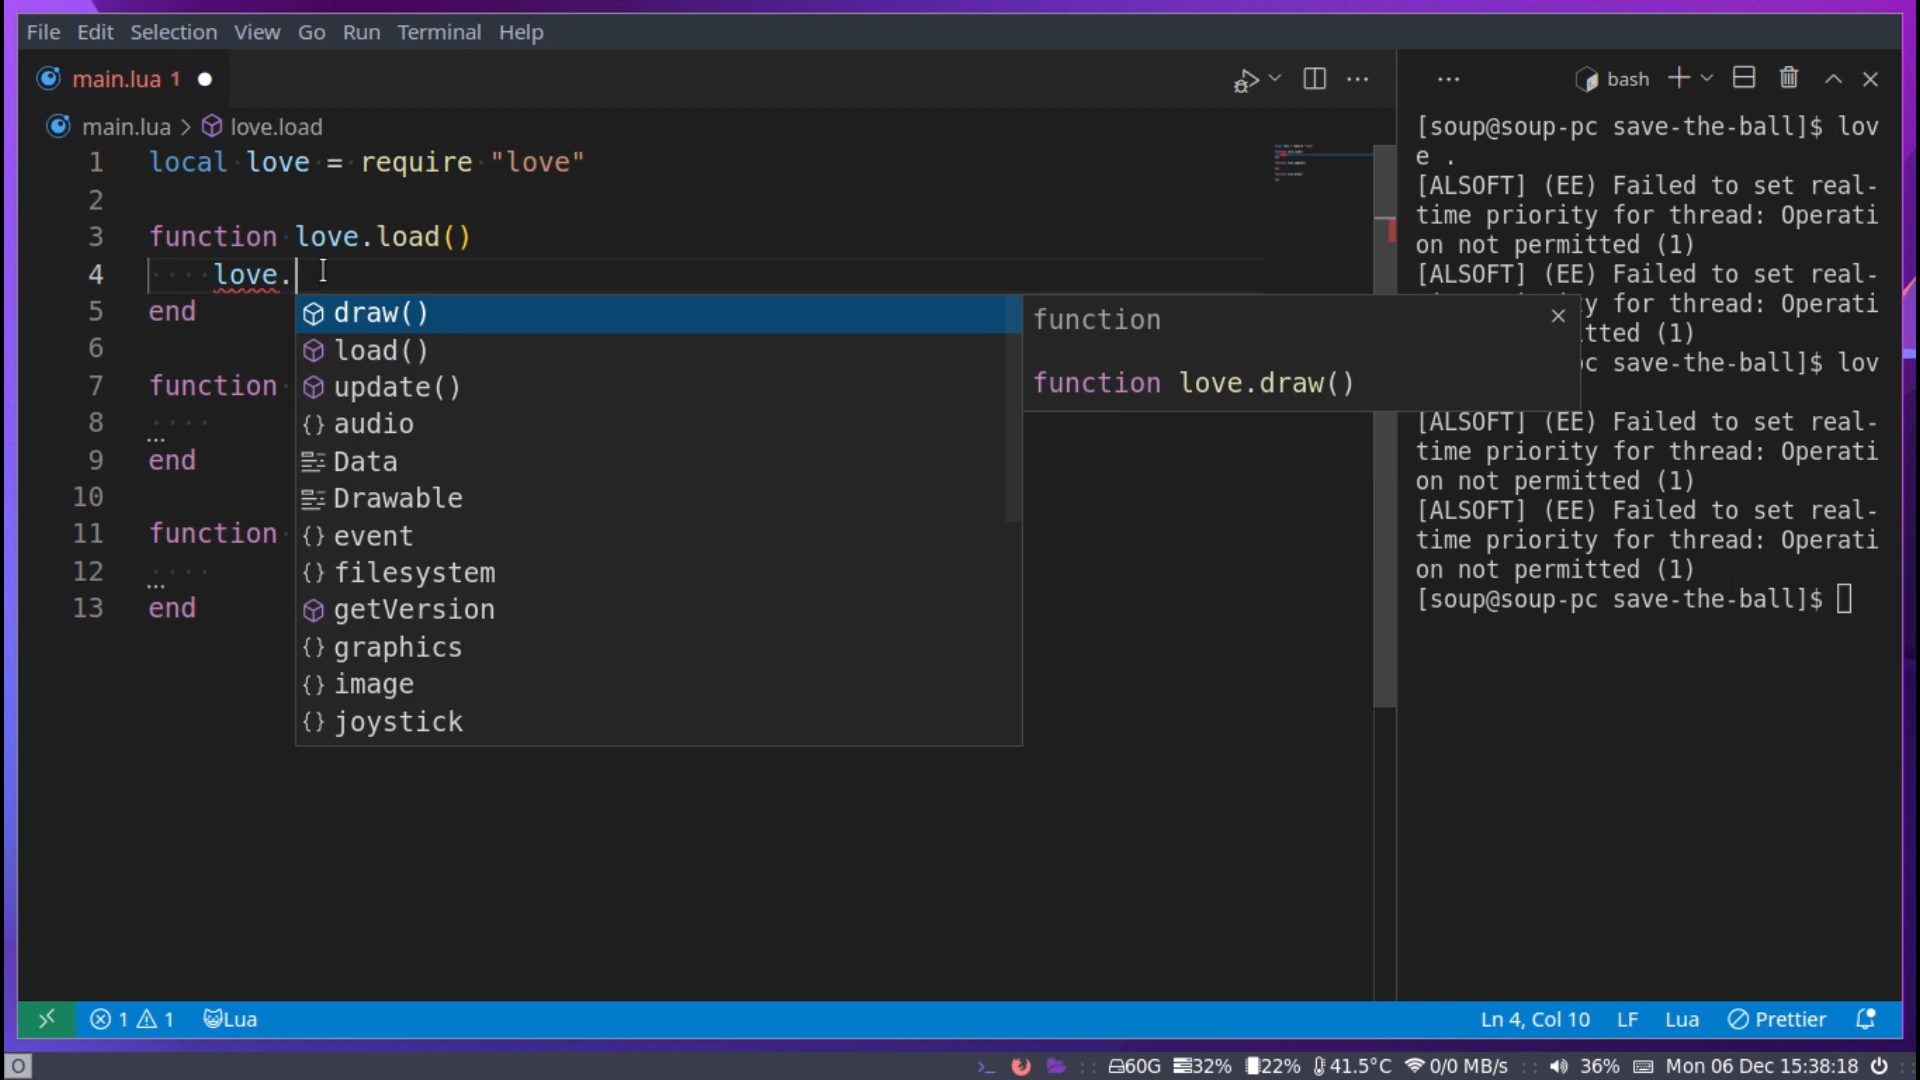 File Edit Selection View Go Run Terminal Help
main.lua 1
bash
main.lua > love.load
1 local love = require "love"
2
3 function love.load()
4 love.
5 end
6
7 function
8
9 end
10
11 function
12
13 end
draw()
load()
update()
{} audio
Data
Drawable
{} event
{} filesystem
getVersion
{} graphics
{} image
{} joystick
function
function love.draw()
[soup@soup-pc save-the-ball]$ lov
e .
[ALSOFT] (EE) Failed to set real-
time priority for thread: Operati
on not permitted (1)
[ALSOFT] (EE) Failed to set real-
y for thread: Operati
tted (1)
c save-the-ball]$ lov
[ALSOFT] (EE) Failed to set real-
time priority for thread: Operati
on not permitted (1)
[ALSOFT] (EE) Failed to set real-
time priority for thread: Operati
on not permitted (1)
[soup@soup-pc save-the-ball]$
1 1 Lua
Ln 4, Col 10 LF Lua Prettier
60G 32% 22% 41.5°C 0/0 MB/s 36% Mon 06 Dec 15:38:18